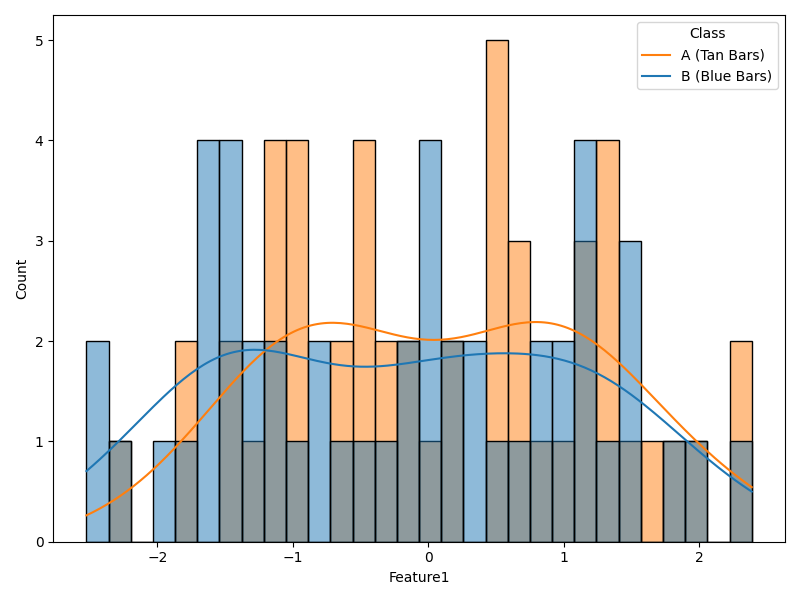 Class
A (Tan Bars)
B (Blue Bars)
5
4
3
2
1
0
Count
−2 −1 0 1 2
Feature1